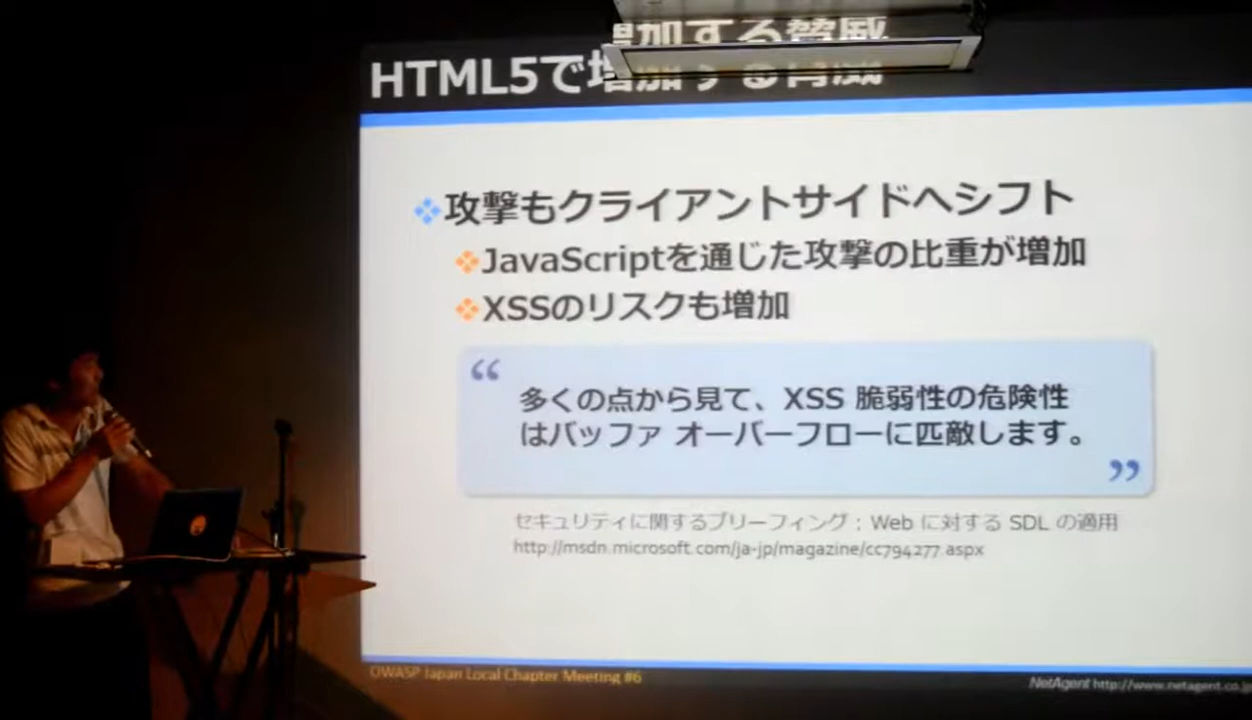 HTML5で増加する脅威
攻撃もクライアントサイドへシフト
JavaScriptを通じた攻撃の比重が増加
XSSのリスクも増加
“
多くの点から見て、XSS 脆弱性の危険性
はバッファ オーバーフローに匹敵します。
”
セキュリティに関するブリーフィング : Web に対する SDL の適用
http://msdn.microsoft.com/ja-jp/magazine/cc794277.aspx
OWASP Japan Local Chapter Meeting #6
NetAgent http://www.netagent.co.j